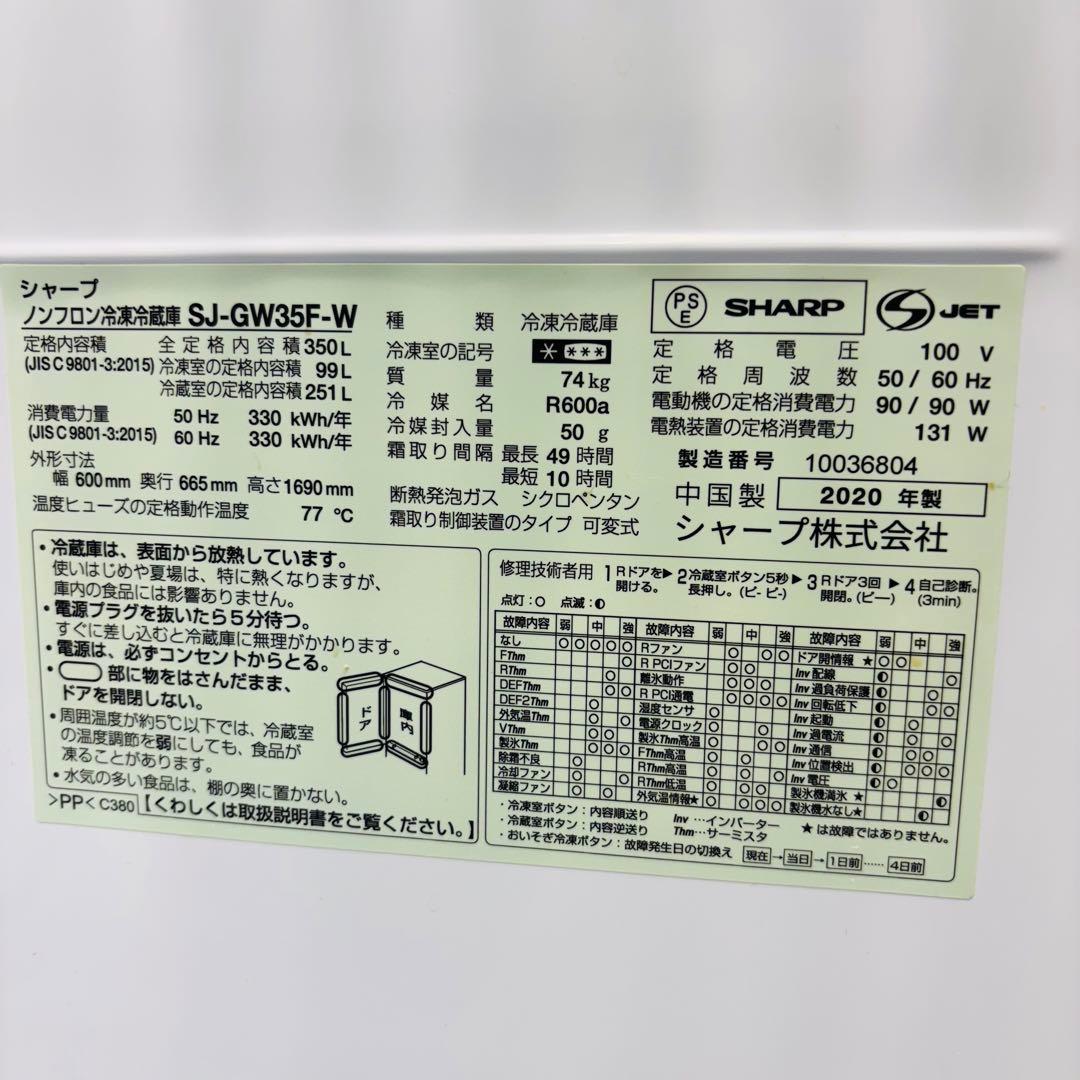 シャープ
ノンフロン冷凍冷蔵庫 SJ-GW35F-W
定格内容積 全定格内容積 350L
(JIS C 9801-3:2015) 冷凍室の定格内容積 99L
冷蔵室の定格内容積 251L
消費電力量 50 Hz 330 kWh/年
(JIS C 9801-3:2015) 60 Hz 330 kWh/年
外形寸法
幅 600mm 奥行 665mm 高さ1690mm
温度ヒューズの定格動作温度 77 ℃
種類 冷凍冷蔵庫
冷凍室の記号 * ***
質量 74kg
冷媒名 R600a
冷媒封入量 50 g
霜取り間隔 最長 49 時間
最短 10 時間
断熱発泡ガス シクロペンタン
霜取り制御装置のタイプ 可変式
PS
E
SHARP
S JET
定格電圧 100 V
定格周波数 50 / 60 Hz
電動機の定格消費電力 90 / 90 W
電熱装置の定格消費電力 131 W
製造番号 10036804
中国製 2020 年製
シャープ株式会社
・冷蔵庫は、表面から放熱しています。
使いはじめや夏場は、特に熱くなりますが、
庫内の食品には影響ありません。
・電源プラグを抜いたら5分待つ。
すぐに差し込むと冷蔵庫に無理がかかります。
・電源は、必ずコンセントからとる。
・ 部に物をはさんだまま、
ドアを開閉しない。
・周囲温度が約5℃以下では、冷蔵室
の温度調節を弱にしても、食品が
凍ることがあります。
・水気の多い食品は、棚の奥に置かない。
ドア
庫内
>PP< C380 【くわしくは取扱説明書をご覧ください。】
修理技術者用 1 Rドアを▶ 2 冷蔵室ボタン5秒▶ 3 Rドア3回▶ 4 自己診断。
開ける。 長押し。(ピ- ピ-) 開閉。(ピー) (3min)
点灯:○ 点滅:◐
故障内容 弱 中 強 故障内容 弱 中 強 故障内容 弱 中 強
なし
FThm
RThm
DEFThm
DEF2Thm
外気温Thm
VThm
製氷Thm
除霜不良
冷却ファン
凝縮ファン
Rファン
R PCIファン
離氷動作
R PCI通電
湿度センサ
電源クロック
製氷Thm高温
FThm高温
RThm高温
RThm低温
外気温情報★
ドア開情報 ★
Inv 配線
Inv 過負荷保護
Inv 回転低下
Inv 起動
Inv 過電流
Inv 通信
Inv 位置検出
Inv 電圧
製氷機満氷 ★
製氷機水なし★
・冷凍室ボタン:内容順送り Inv …インバーター
・冷蔵室ボタン:内容逆送り Thm…サーミスタ ★は故障ではありません。
・おいそぎ冷凍ボタン:故障発生日の切換え 現在→当日→1日前……4日前